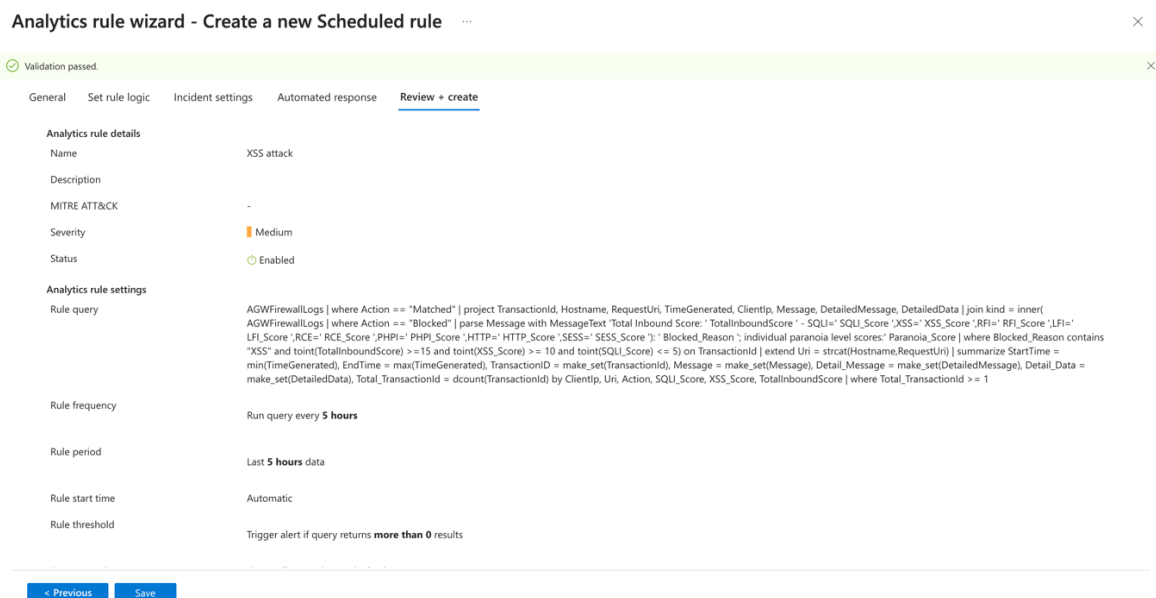 Analytics rule wizard - Create a new Scheduled rule ...
Validation passed.
General Set rule logic Incident settings Automated response Review + create
Analytics rule details
Name XSS attack
Description
MITRE ATT&CK -
Severity Medium
Status Enabled
Analytics rule settings
Rule query AGWFirewallLogs | where Action == "Matched" | project TransactionId, Hostname, RequestUri, TimeGenerated, ClientIp, Message, DetailedMessage, DetailedData | join kind = inner(
AGWFirewallLogs | where Action == "Blocked" | parse Message with MessageText 'Total Inbound Score: ' TotalInboundScore ' - SQLI=' SQLI_Score ',XSS=' XSS_Score ',RFI=' RFI_Score ',LFI='
LFI_Score ',RCE=' RCE_Score ',PHPI=' PHPI_Score ',HTTP=' HTTP_Score ',SESS=' SESS_Score '): ' Blocked_Reason '; individual paranoia level scores:' Paranoia_Score | where Blocked_Reason contains
"XSS" and toint(TotalInboundScore) >=15 and toint(XSS_Score) >= 10 and toint(SQLI_Score) <= 5) on TransactionId | extend Uri = strcat(Hostname,RequestUri) | summarize StartTime =
min(TimeGenerated), EndTime = max(TimeGenerated), TransactionID = make_set(TransactionId), Message = make_set(Message), Detail_Message = make_set(DetailedMessage), Detail_Data =
make_set(DetailedData), Total_TransactionId = dcount(TransactionId) by ClientIp, Uri, Action, SQLI_Score, XSS_Score, TotalInboundScore | where Total_TransactionId >= 1
Rule frequency Run query every 5 hours
Rule period Last 5 hours data
Rule start time Automatic
Rule threshold Trigger alert if query returns more than 0 results
< Previous Save